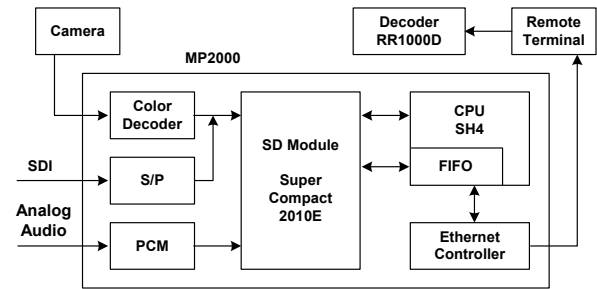 Camera
Decoder
RR1000D
Remote
Terminal
MP2000
Color
Decoder
SD Module
Super
Compact
2010E
CPU
SH4
FIFO
SDI
S/P
Analog
Audio
PCM
Ethernet
Controller